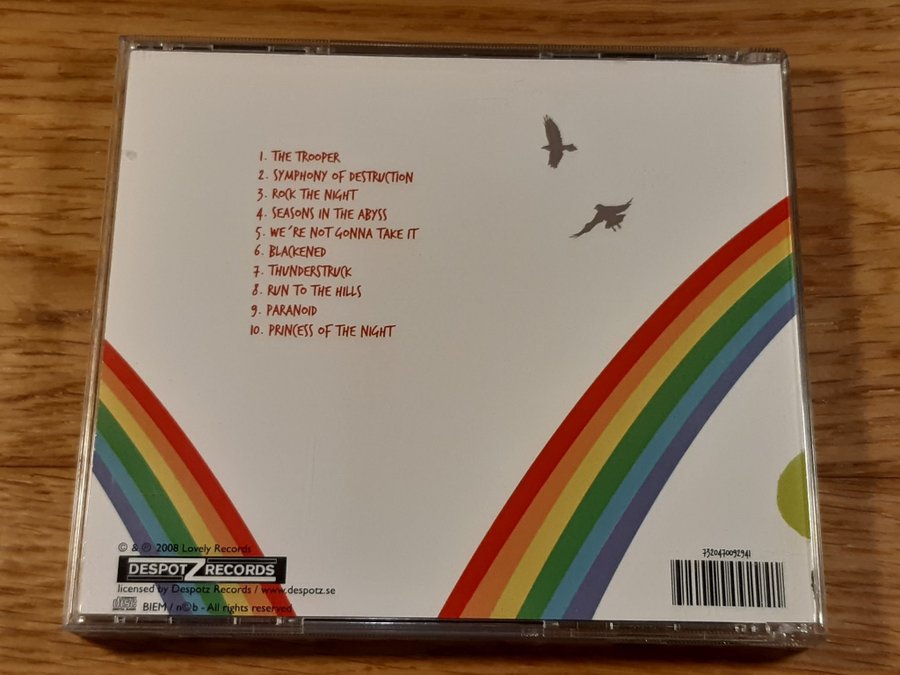 1. THE TROOPER
2. SYMPHONY OF DESTRUCTION
3. ROCK THE NIGHT
4. SEASONS IN THE ABYSS
5. WE'RE NOT GONNA TAKE IT
6. BLACKENED
7. THUNDERSTRUCK
8. RUN TO THE HILLS
9. PARANOID
10. PRINCESS OF THE NIGHT
© & ℗ 2008 Lovely Records
DESPOTZ RECORDS
licensed by Despotz Records / www.despotz.se
BIEM / n©b - All rights reserved
7320470092941